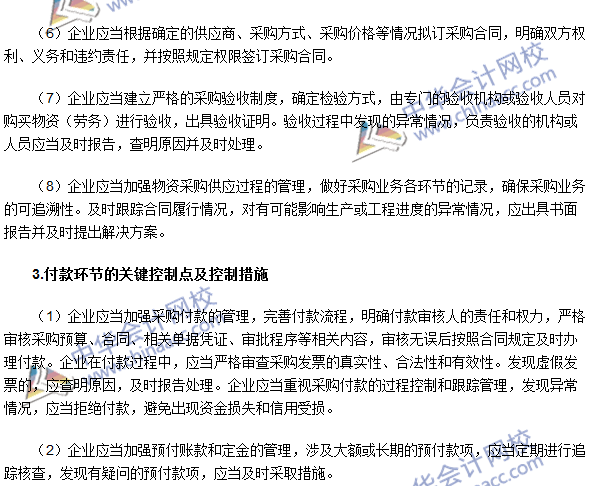 （6）企业应当根据确定的供应商、采购方式、采购价格等情况拟订采购合同，明确双方权
利、义务和违约责任，并按照规定权限签订采购合同。
（7）企业应当建立严格的采购验收制度，确定检验方式，由专门的验收机构或验收人员对
购买物资（劳务）进行验收，出具验收证明。验收过程中发现的异常情况，负责验收的机构或
人员应当及时报告，查明原因并及时处理。
（8）企业应当加强物资采购供应过程的管理，做好采购业务各环节的记录，确保采购业务
的可追溯性。及时跟踪合同履行情况，对有可能影响生产或工程进度的异常情况，应出具书面
报告并及时提出解决方案。
3.付款环节的关键控制点及控制措施
（1）企业应当加强采购付款的管理，完善付款流程，明确付款审核人的责任和权力，严格
审核采购预算、合同、相关单据凭证、审批程序等相关内容，审核无误后按照合同规定及时办
理付款。企业在付款过程中，应当严格审查采购发票的真实性、合法性和有效性。发现虚假发
票的，应查明原因，及时报告处理。企业应当重视采购付款的过程控制和跟踪管理，发现异常
情况，应当拒绝付款，避免出现资金损失和信用受损。
（2）企业应当加强预付账款和定金的管理，涉及大额或长期的预付款项，应当定期进行追
踪核查，发现有疑问的预付款项，应当及时采取措施。
中华会计网校
www.chinaacc.com
中华会计网校
www.chinaacc.com